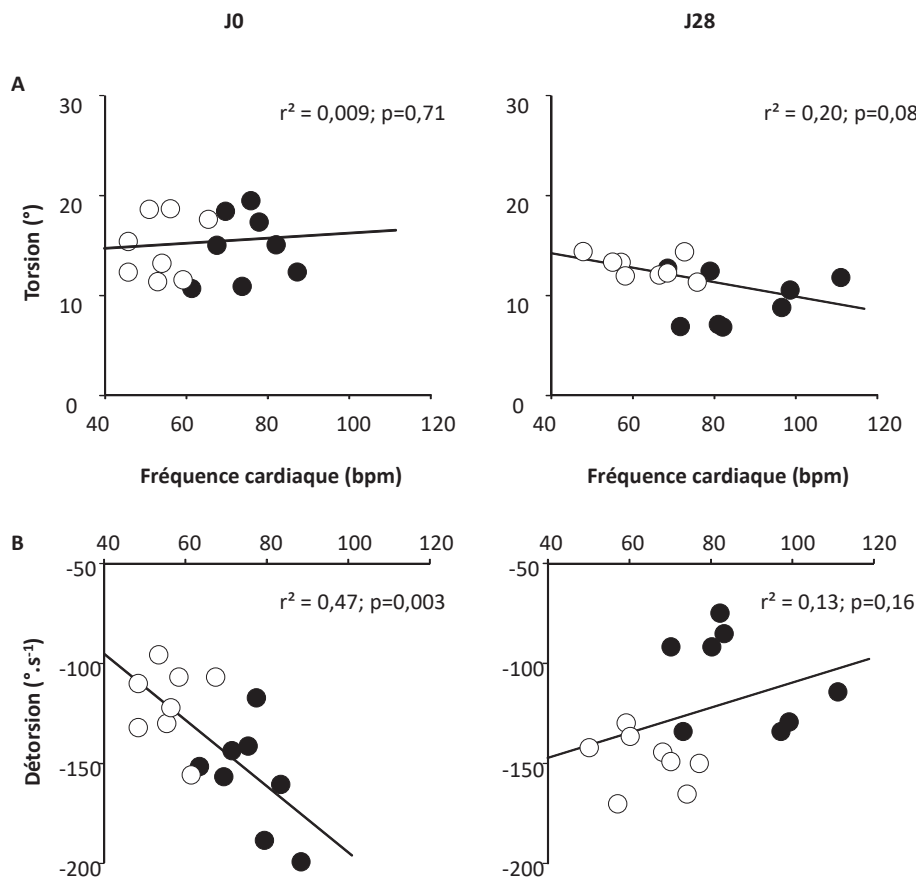 J0
J28
A
30
20
10
0
Torsion (°)
r² = 0,009; p=0,71
40 60 80 100 120
Fréquence cardiaque (bpm)
30
20
10
0
r² = 0,20; p=0,08
40 60 80 100 120
Fréquence cardiaque (bpm)
B
40 60 80 100 120
-50
-100
-150
-200
Détorsion (°.s⁻¹)
r² = 0,47; p=0,003
40 60 80 100 120
-50
-100
-150
-200
r² = 0,13; p=0,16